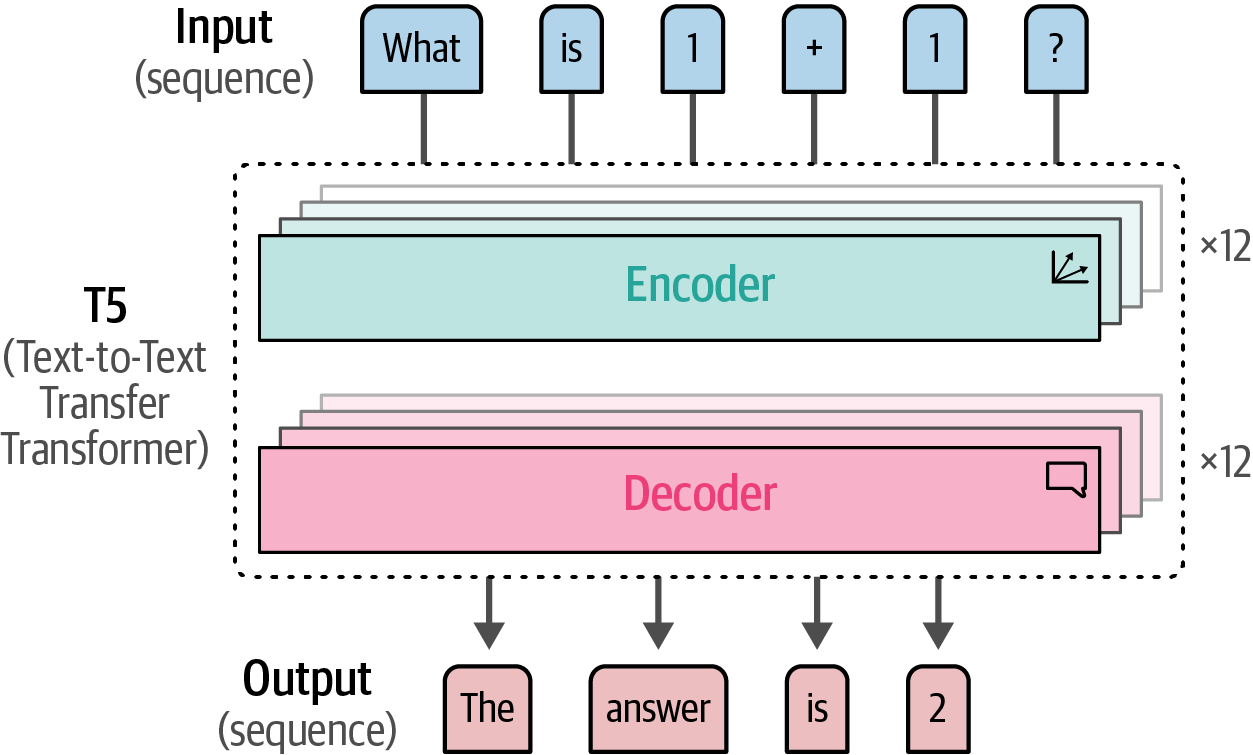 Input
(sequence)
What is 1 + 1 ?
T5
(Text-to-Text
Transfer
Transformer)
Encoder
×12
Decoder
×12
Output
(sequence)
The answer is 2